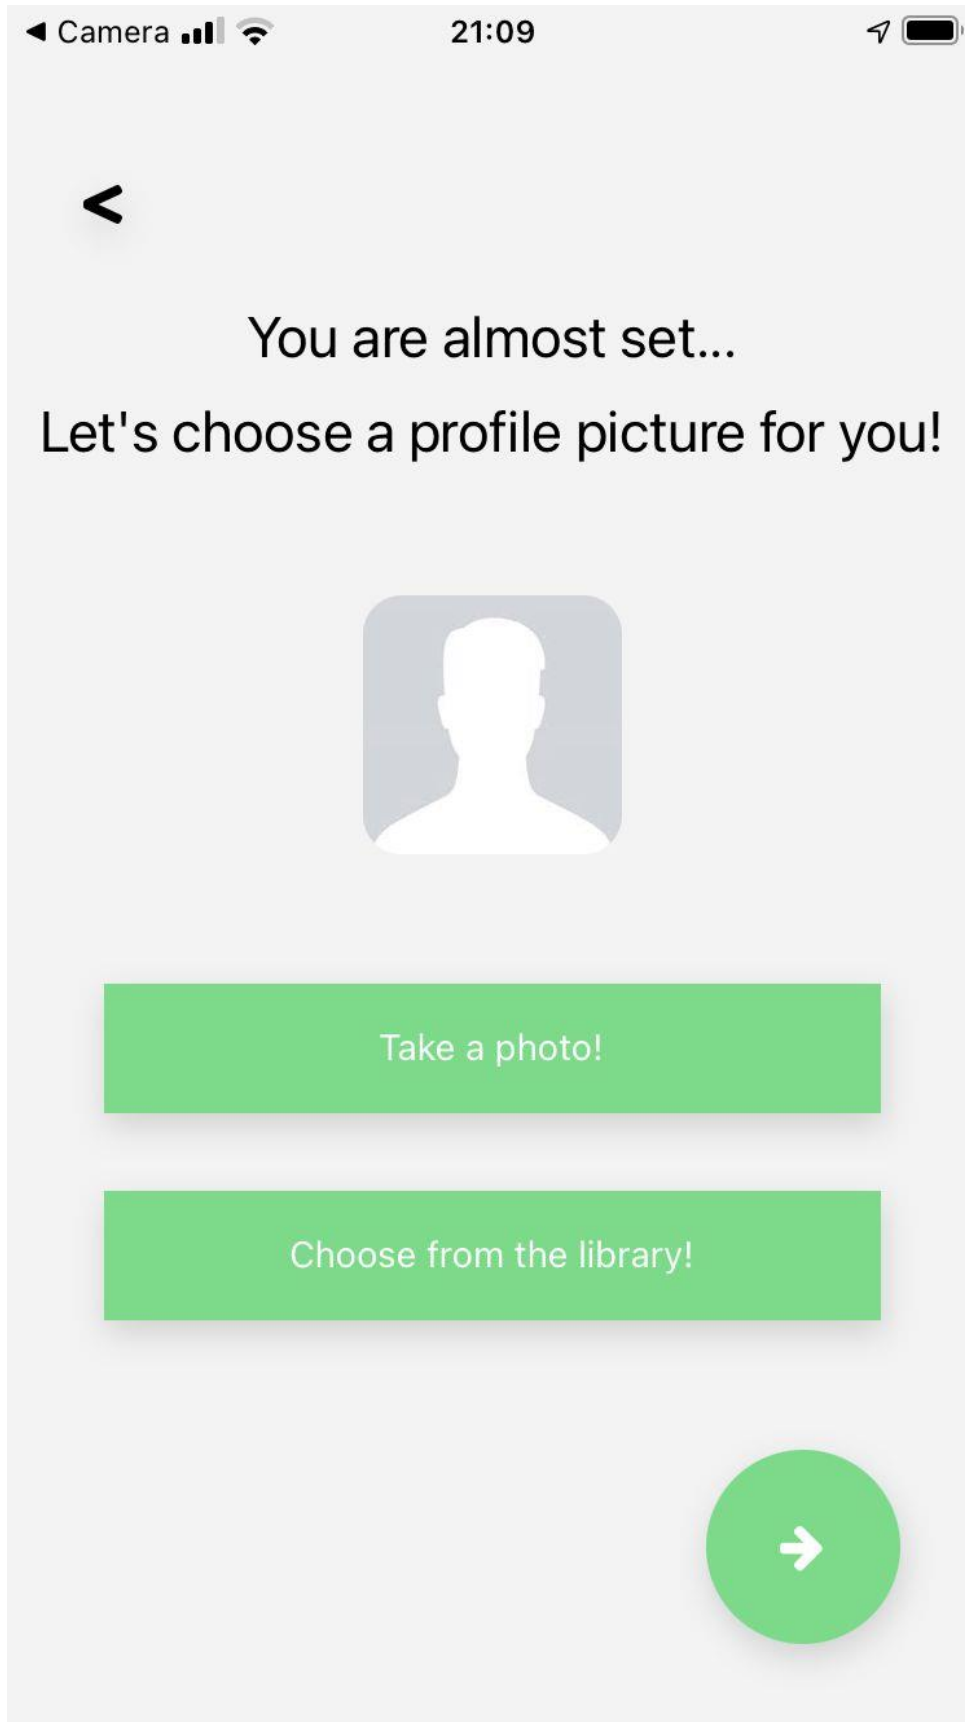 ◀ Camera 21:09
<
You are almost set...
Let's choose a profile picture for you!
Take a photo!
Choose from the library!